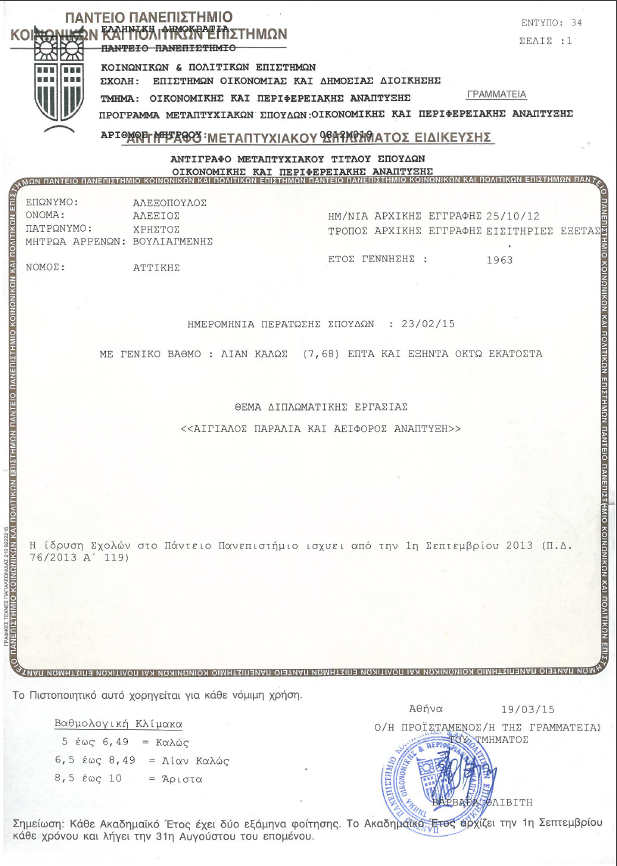 ΠΑΝΤΕΙΟ ΠΑΝΕΠΙΣΤΗΜΙΟ
ΕΝΤΥΠΟ: 34
ΕΛΛΗΝΙΚΗ ΔΗΜΟΚΡΑΤΙΑ
ΚΟΙΝΩΝΙΚΩΝ ΚΑΙ ΠΟΛΙΤΙΚΩΝ ΕΠΙΣΤΗΜΩΝ
ΣΕΛΙΣ :1
ΠΑΝΤΕΙΟ ΠΑΝΕΠΙΣΤΗΜΙΟ
ΚΟΙΝΩΝΙΚΩΝ & ΠΟΛΙΤΙΚΩΝ ΕΠΙΣΤΗΜΩΝ
ΣΧΟΛΗ: ΕΠΙΣΤΗΜΩΝ ΟΙΚΟΝΟΜΙΑΣ ΚΑΙ ΔΗΜΟΣΙΑΣ ΔΙΟΙΚΗΣΗΣ
ΤΜΗΜΑ: ΟΙΚΟΝΟΜΙΚΗΣ ΚΑΙ ΠΕΡΙΦΕΡΕΙΑΚΗΣ ΑΝΑΠΤΥΞΗΣ
ΓΡΑΜΜΑΤΕΙΑ
ΠΡΟΓΡΑΜΜΑ ΜΕΤΑΠΤΥΧΙΑΚΩΝ ΣΠΟΥΔΩΝ:ΟΙΚΟΝΟΜΙΚΗΣ ΚΑΙ ΠΕΡΙΦΕΡΕΙΑΚΗΣ ΑΝΑΠΤΥΞΗΣ
ΑΡΙΘΜΟΣ ΜΗΤΡΩΟΥ: 0812Μ019
ΑΝΤΙΓΡΑΦΟ ΜΕΤΑΠΤΥΧΙΑΚΟΥ ΔΙΠΛΩΜΑΤΟΣ ΕΙΔΙΚΕΥΣΗΣ
ΑΝΤΙΓΡΑΦΟ ΜΕΤΑΠΤΥΧΙΑΚΟΥ ΤΙΤΛΟΥ ΣΠΟΥΔΩΝ
ΟΙΚΟΝΟΜΙΚΗΣ ΚΑΙ ΠΕΡΙΦΕΡΕΙΑΚΗΣ ΑΝΑΠΤΥΞΗΣ
ΠΑΝΤΕΙΟ ΠΑΝΕΠΙΣΤΗΜΙΟ ΚΟΙΝΩΝΙΚΩΝ ΚΑΙ ΠΟΛΙΤΙΚΩΝ ΕΠΙΣΤΗΜΩΝ
ΕΠΩΝΥΜΟ: ΑΛΕΞΟΠΟΥΛΟΣ
ΟΝΟΜΑ: ΑΛΕΞΙΟΣ ΗΜ/ΝΙΑ ΑΡΧΙΚΗΣ ΕΓΓΡΑΦΗΣ 25/10/12
ΠΑΤΡΩΝΥΜΟ: ΧΡΗΣΤΟΣ ΤΡΟΠΟΣ ΑΡΧΙΚΗΣ ΕΓΓΡΑΦΗΣ ΕΙΣΙΤΗΡΙΕΣ ΕΞΕΤΑΣ
ΜΗΤΡΩΑ ΑΡΡΕΝΩΝ: ΒΟΥΛΙΑΓΜΕΝΗΣ
ΕΤΟΣ ΓΕΝΝΗΣΗΣ : 1963
ΝΟΜΟΣ: ΑΤΤΙΚΗΣ
ΗΜΕΡΟΜΗΝΙΑ ΠΕΡΑΤΩΣΗΣ ΣΠΟΥΔΩΝ : 23/02/15
ΜΕ ΓΕΝΙΚΟ ΒΑΘΜΟ : ΛΙΑΝ ΚΑΛΩΣ (7,68) ΕΠΤΑ ΚΑΙ ΕΞΗΝΤΑ ΟΚΤΩ ΕΚΑΤΟΣΤΑ
ΘΕΜΑ ΔΙΠΛΩΜΑΤΙΚΗΣ ΕΡΓΑΣΙΑΣ
<<ΑΙΓΙΑΛΟΣ ΠΑΡΑΛΙΑ ΚΑΙ ΑΕΙΦΟΡΟΣ ΑΝΑΠΤΥΞΗ>>
Η ίδρυση Σχολών στο Πάντειο Πανεπιστήμιο ισχυει από την 1η Σεπτεμβρίου 2013 (Π.Δ.
76/2013 Α΄ 119)
Το Πιστοποιητικό αυτό χορηγείται για κάθε νόμιμη χρήση.
Αθήνα 19/03/15
Βαθμολογική Κλίμακα
Ο/Η ΠΡΟΪΣΤΑΜΕΝΟΣ/Η ΤΗΣ ΓΡΑΜΜΑΤΕΙΑΣ
ΤΟΥ ΤΜΗΜΑΤΟΣ
5 έως 6,49 = Καλώς
6,5 έως 8,49 = Λίαν Καλώς
8,5 έως 10 = Άριστα
ΒΑΡΒΑΡΑ ΘΛΙΒΙΤΗ
Σημείωση: Κάθε Ακαδημαϊκό Έτος έχει δύο εξάμηνα φοίτησης. Το Ακαδημαϊκό Έτος αρχίζει την 1η Σεπτεμβρίου
κάθε χρόνου και λήγει την 31η Αυγούστου του επομένου.